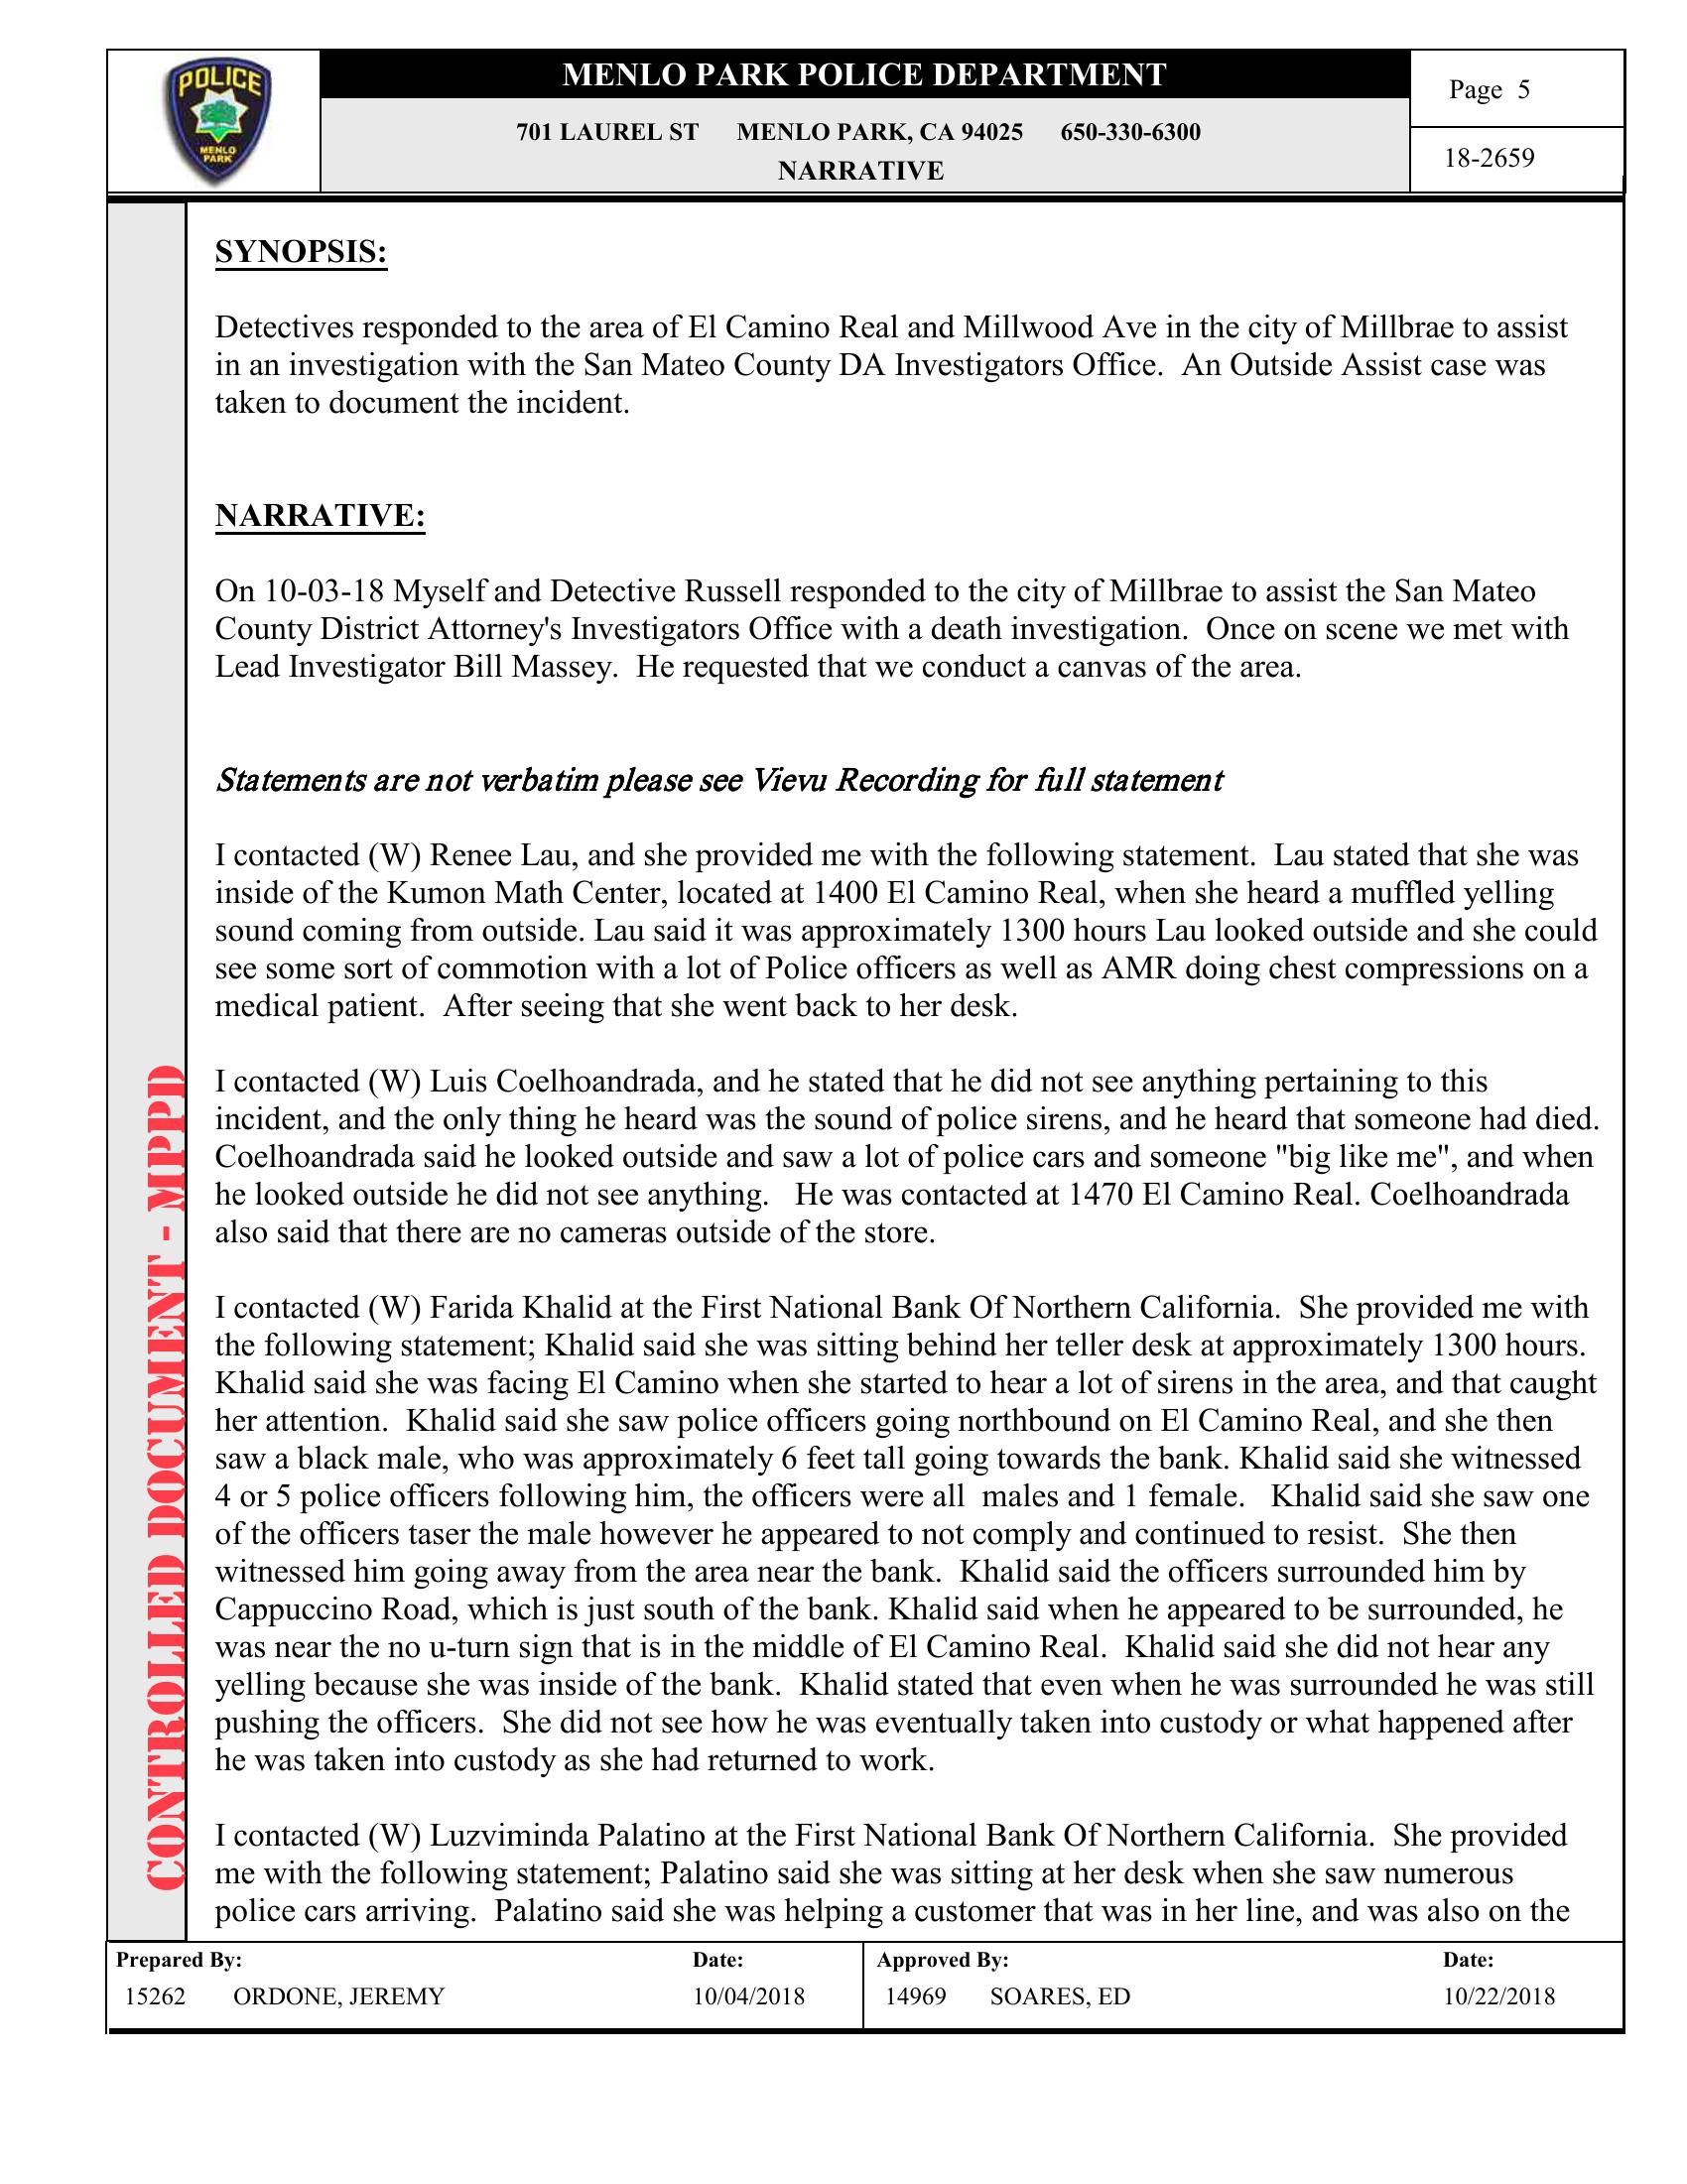 POLICE
MENLO
PARK
MENLO PARK POLICE DEPARTMENT
701 LAUREL ST MENLO PARK, CA 94025 650-330-6300
NARRATIVE
Page 5
18-2659
SYNOPSIS:
Detectives responded to the area of El Camino Real and Millwood Ave in the city of Millbrae to assist
in an investigation with the San Mateo County DA Investigators Office. An Outside Assist case was
taken to document the incident.
NARRATIVE:
On 10-03-18 Myself and Detective Russell responded to the city of Millbrae to assist the San Mateo
County District Attorney's Investigators Office with a death investigation. Once on scene we met with
Lead Investigator Bill Massey. He requested that we conduct a canvas of the area.
Statements are not verbatim please see Vievu Recording for full statement
I contacted (W) Renee Lau, and she provided me with the following statement. Lau stated that she was
inside of the Kumon Math Center, located at 1400 El Camino Real, when she heard a muffled yelling
sound coming from outside. Lau said it was approximately 1300 hours Lau looked outside and she could
see some sort of commotion with a lot of Police officers as well as AMR doing chest compressions on a
medical patient. After seeing that she went back to her desk.
I contacted (W) Luis Coelhoandrada, and he stated that he did not see anything pertaining to this
incident, and the only thing he heard was the sound of police sirens, and he heard that someone had died.
Coelhoandrada said he looked outside and saw a lot of police cars and someone "big like me", and when
he looked outside he did not see anything. He was contacted at 1470 El Camino Real. Coelhoandrada
also said that there are no cameras outside of the store.
I contacted (W) Farida Khalid at the First National Bank Of Northern California. She provided me with
the following statement; Khalid said she was sitting behind her teller desk at approximately 1300 hours.
Khalid said she was facing El Camino when she started to hear a lot of sirens in the area, and that caught
her attention. Khalid said she saw police officers going northbound on El Camino Real, and she then
saw a black male, who was approximately 6 feet tall going towards the bank. Khalid said she witnessed
4 or 5 police officers following him, the officers were all males and 1 female. Khalid said she saw one
of the officers taser the male however he appeared to not comply and continued to resist. She then
witnessed him going away from the area near the bank. Khalid said the officers surrounded him by
Cappuccino Road, which is just south of the bank. Khalid said when he appeared to be surrounded, he
was near the no u-turn sign that is in the middle of El Camino Real. Khalid said she did not hear any
yelling because she was inside of the bank. Khalid stated that even when he was surrounded he was still
pushing the officers. She did not see how he was eventually taken into custody or what happened after
he was taken into custody as she had returned to work.
I contacted (W) Luzviminda Palatino at the First National Bank Of Northern California. She provided
me with the following statement; Palatino said she was sitting at her desk when she saw numerous
police cars arriving. Palatino said she was helping a customer that was in her line, and was also on the
CONTROLLED DOCUMENT - MPPD
Prepared By: Date: Approved By: Date:
15262 ORDONE, JEREMY 10/04/2018 14969 SOARES, ED 10/22/2018